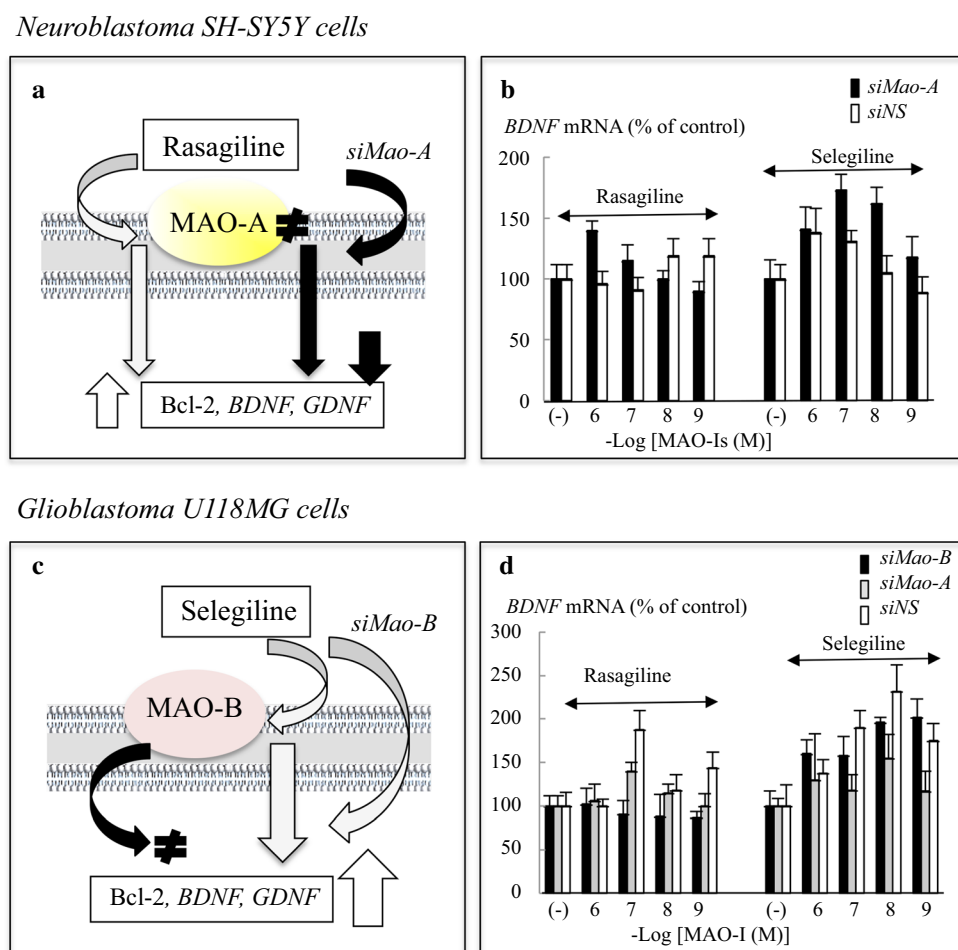 Neuroblastoma SH-SY5Y cells
a
Rasagiline
siMao-A
MAO-A
≠
Bcl-2, BDNF, GDNF
b
siMao-A
siNS
BDNF mRNA (% of control)
200
150
100
50
0
Rasagiline
Selegiline
(-) 6 7 8 9 (-) 6 7 8 9
-Log [MAO-Is (M)]
Glioblastoma U118MG cells
c
Selegiline
siMao-B
MAO-B
≠
Bcl-2, BDNF, GDNF
d
siMao-B
siMao-A
siNS
BDNF mRNA (% of control)
300
250
200
150
100
50
0
Rasagiline
Selegiline
(-) 6 7 8 9 (-) 6 7 8 9
-Log [MAO-I (M)]